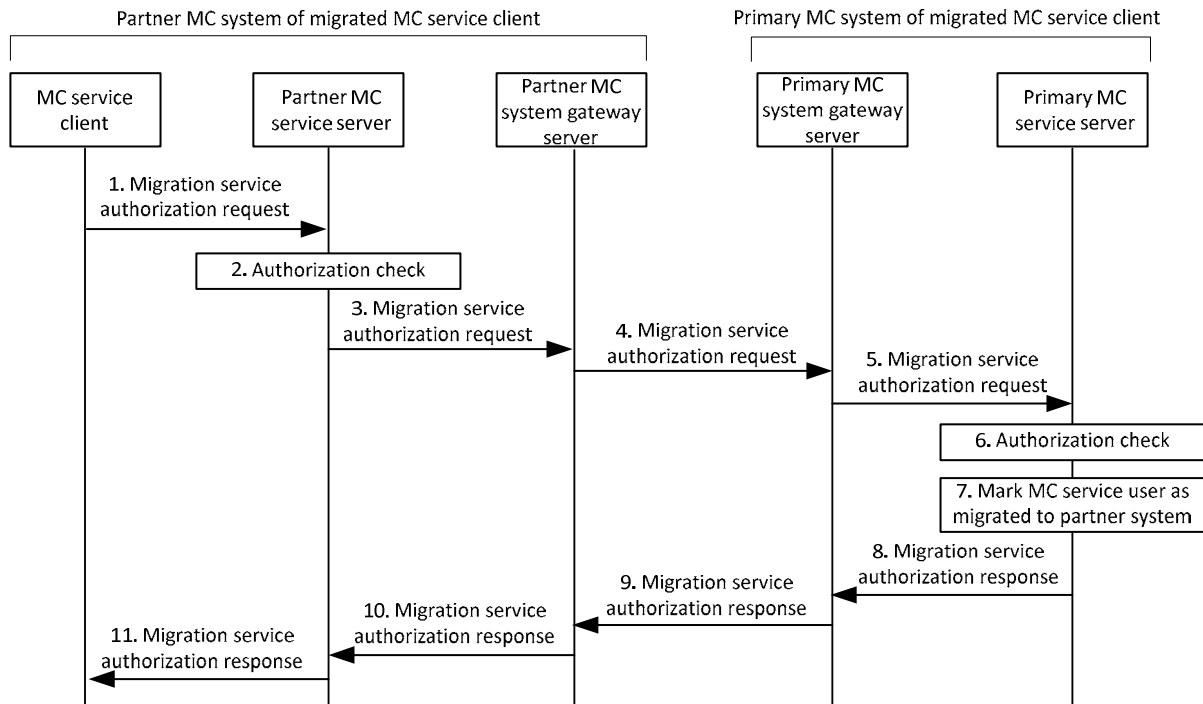 Partner MC system of migrated MC service client
Primary MC system of migrated MC service client
MC service
client
Partner MC
service server
Partner MC
system gateway
server
Primary MC
system gateway
server
Primary MC
service server
1. Migration service
authorization request
2. Authorization check
3. Migration service
authorization request
4. Migration service
authorization request
5. Migration service
authorization request
6. Authorization check
7. Mark MC service user as
migrated to partner system
8. Migration service
authorization response
9. Migration service
authorization response
10. Migration service
authorization response
11. Migration service
authorization response